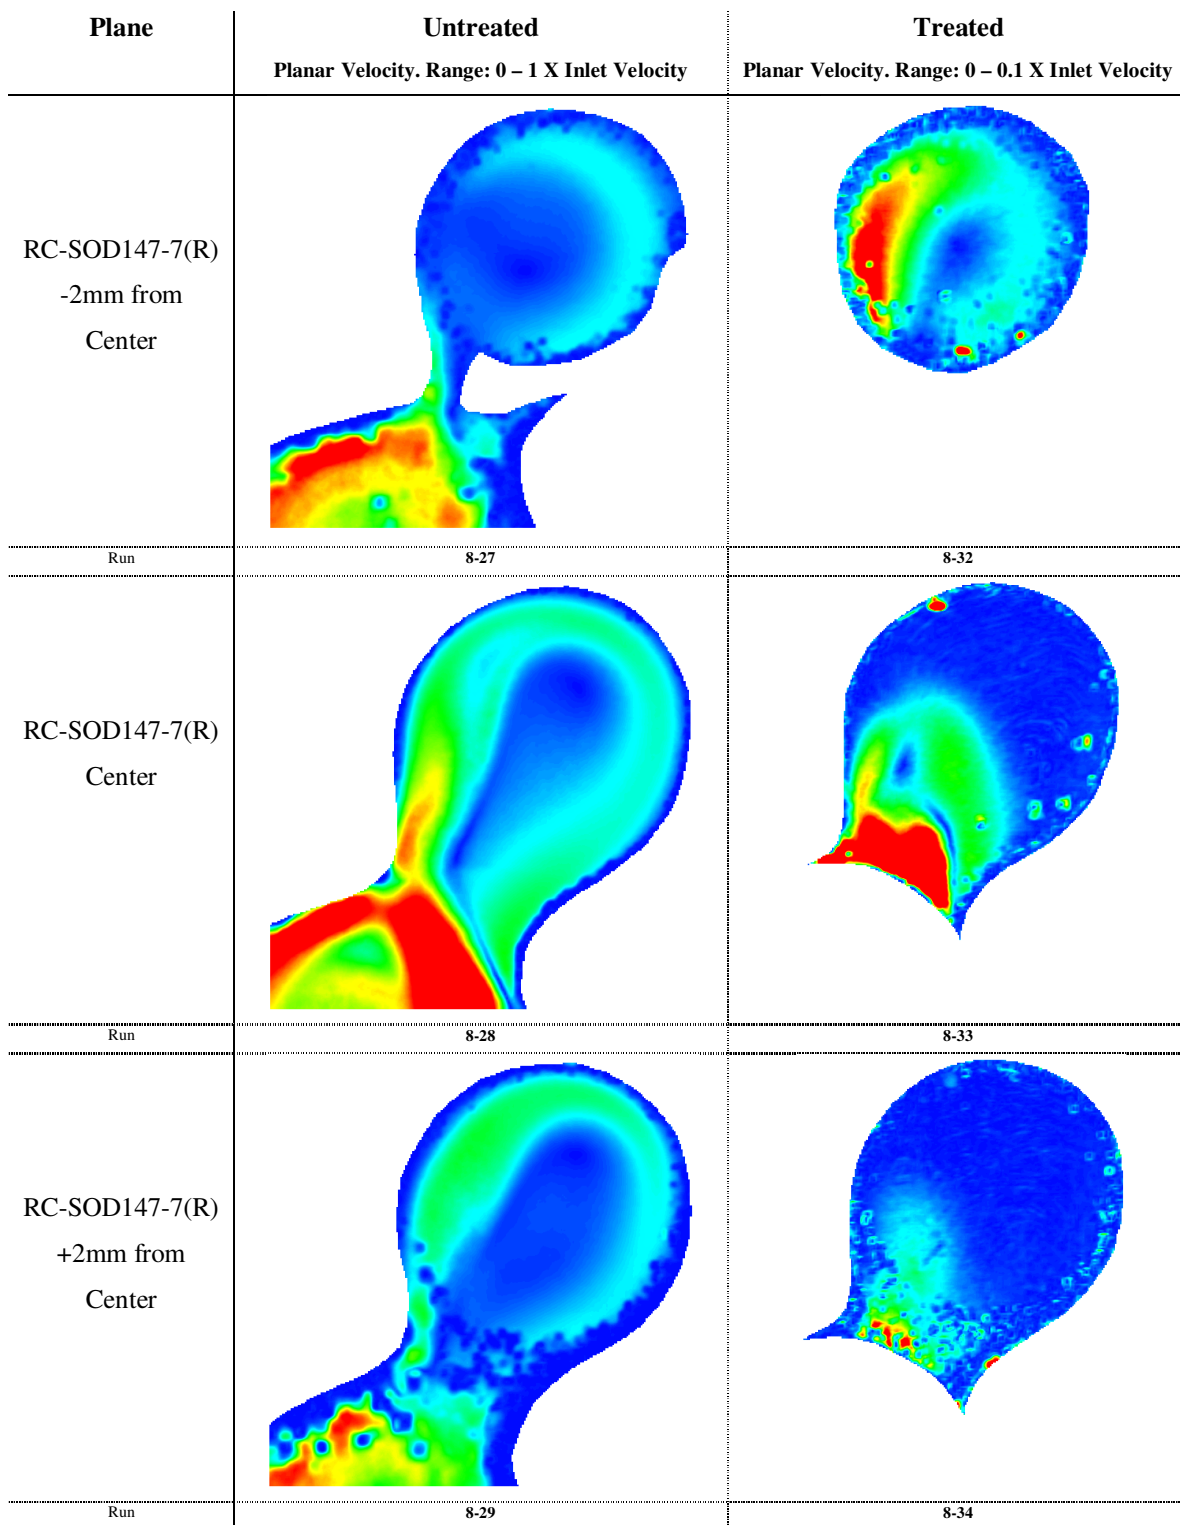 Plane
Untreated
Treated
Planar Velocity. Range: 0 – 1 X Inlet Velocity
Planar Velocity. Range: 0 – 0.1 X Inlet Velocity
RC-SOD147-7(R)
-2mm from
Center
Run
8-27
8-32
RC-SOD147-7(R)
Center
Run
8-28
8-33
RC-SOD147-7(R)
+2mm from
Center
Run
8-29
8-34